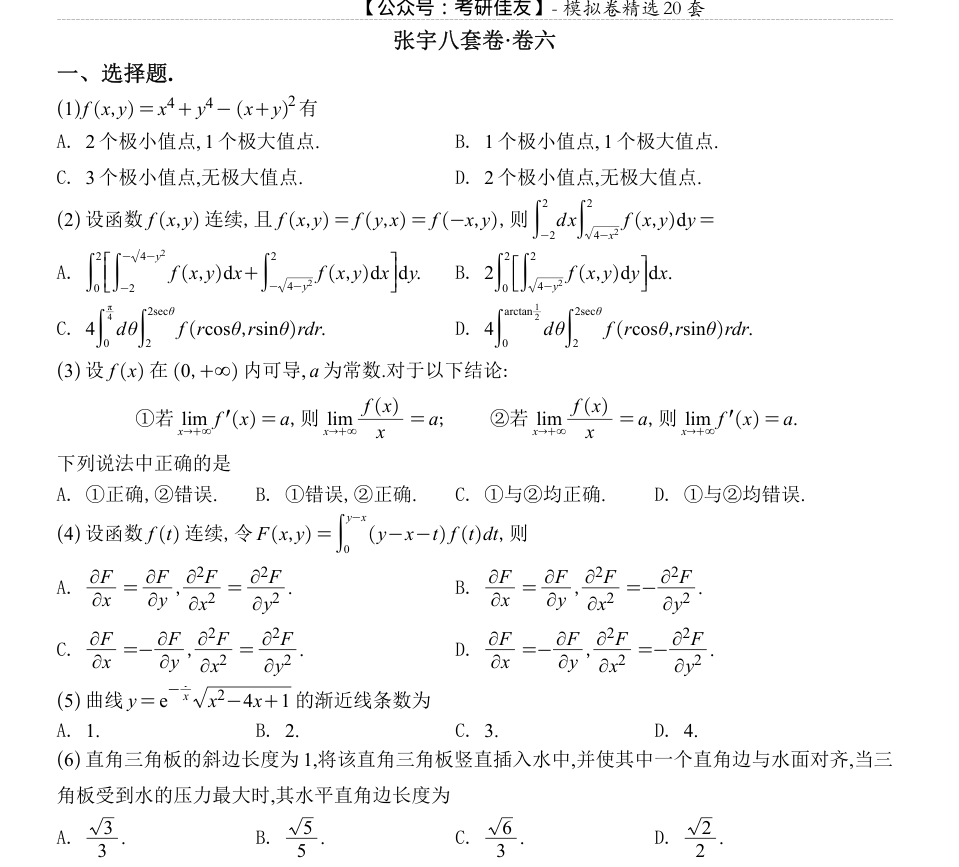 【公众号：考研佳友】- 模拟卷精选 20 套
张宇八套卷·卷六
一、选择题.
(1) f(x,y)=x⁴+y⁴−(x+y)² 有
A. 2 个极小值点, 1 个极大值点. B. 1 个极小值点, 1 个极大值点.
C. 3 个极小值点,无极大值点. D. 2 个极小值点,无极大值点.
(2) 设函数 f(x,y) 连续, 且 f(x,y)=f(y,x)=f(−x,y), 则 ∫_{−2}^{2}dx∫_{√(4−x²)}^{2} f(x,y)dy=
A. ∫_{0}^{2}[∫_{−2}^{−√(4−y²)} f(x,y)dx+∫_{−√(4−y²)}^{2} f(x,y)dx]dy. B. 2∫_{0}^{2}[∫_{√(4−y²)}^{2} f(x,y)dy]dx.
C. 4∫_{0}^{π/4}dθ∫_{2}^{2secθ} f(rcosθ,rsinθ)rdr. D. 4∫_{0}^{arctan 1/2}dθ∫_{2}^{2secθ} f(rcosθ,rsinθ)rdr.
(3) 设 f(x) 在 (0,+∞) 内可导, a 为常数.对于以下结论:
①若 lim_{x→+∞} f′(x)=a, 则 lim_{x→+∞} f(x)/x=a; ②若 lim_{x→+∞} f(x)/x=a, 则 lim_{x→+∞} f′(x)=a.
下列说法中正确的是
A. ①正确, ②错误. B. ①错误, ②正确. C. ①与②均正确. D. ①与②均错误.
(4) 设函数 f(t) 连续, 令 F(x,y)=∫_{0}^{y−x}(y−x−t)f(t)dt, 则
A. ∂F/∂x=∂F/∂y, ∂²F/∂x²=∂²F/∂y². B. ∂F/∂x=∂F/∂y, ∂²F/∂x²=−∂²F/∂y².
C. ∂F/∂x=−∂F/∂y, ∂²F/∂x²=∂²F/∂y². D. ∂F/∂x=−∂F/∂y, ∂²F/∂x²=−∂²F/∂y².
(5) 曲线 y=e √(x²−4x+1) 的渐近线条数为
A. 1. B. 2. C. 3. D. 4.
(6) 直角三角板的斜边长度为 1,将该直角三角板竖直插入水中,并使其中一个直角边与水面对齐,当三
角板受到水的压力最大时,其水平直角边长度为
A. √3/3. B. √5/5. C. √6/3. D. √2/2.